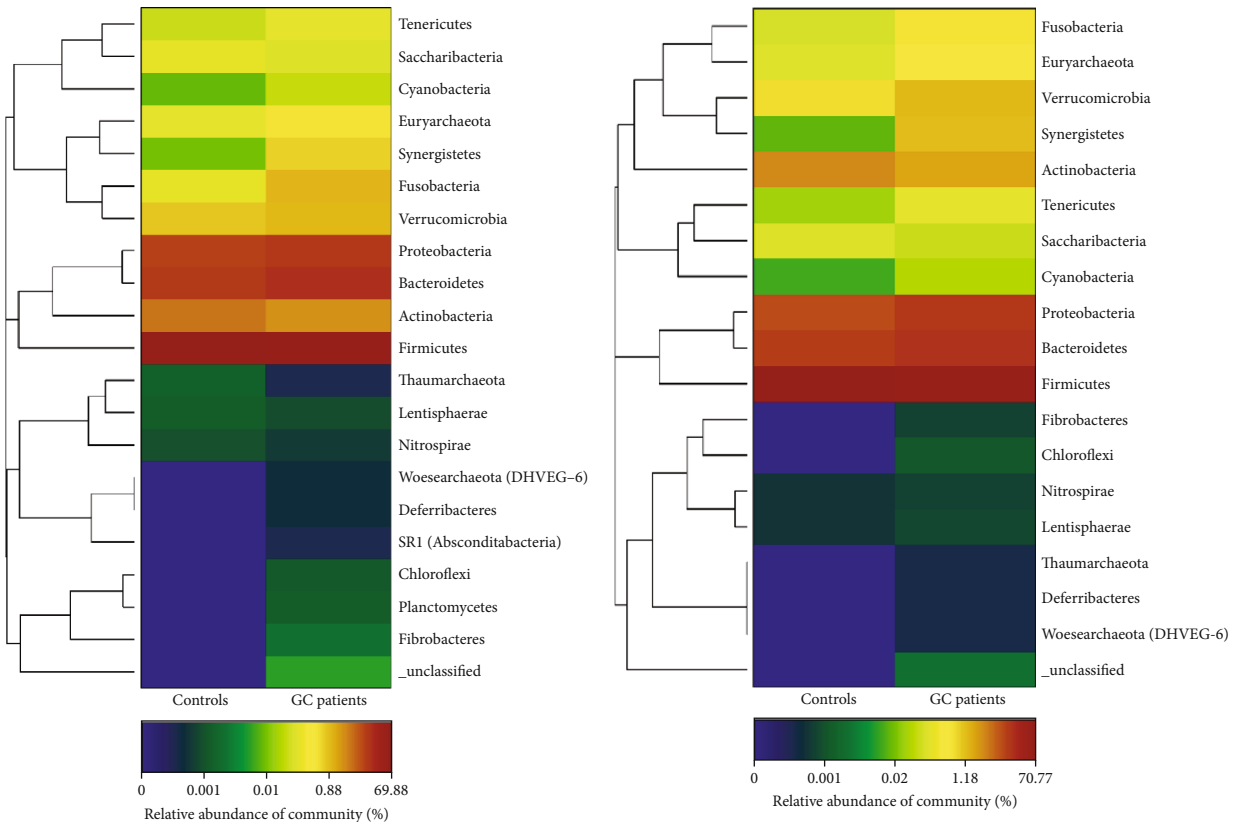 Tenericutes
Saccharibacteria
Cyanobacteria
Euryarchaeota
Synergistetes
Fusobacteria
Verrucomicrobia
Proteobacteria
Bacteroidetes
Actinobacteria
Firmicutes
Thaumarchaeota
Lentisphaerae
Nitrospirae
Woesearchaeota (DHVEG–6)
Deferribacteres
SR1 (Absconditabacteria)
Chloroflexi
Planctomycetes
Fibrobacteres
_unclassified
Controls GC patients
0 0.001 0.01 0.88 69.88
Relative abundance of community (%)
Fusobacteria
Euryarchaeota
Verrucomicrobia
Synergistetes
Actinobacteria
Tenericutes
Saccharibacteria
Cyanobacteria
Proteobacteria
Bacteroidetes
Firmicutes
Fibrobacteres
Chloroflexi
Nitrospirae
Lentisphaerae
Thaumarchaeota
Deferribacteres
Woesearchaeota (DHVEG-6)
_unclassified
Controls GC patients
0 0.001 0.02 1.18 70.77
Relative abundance of community (%)